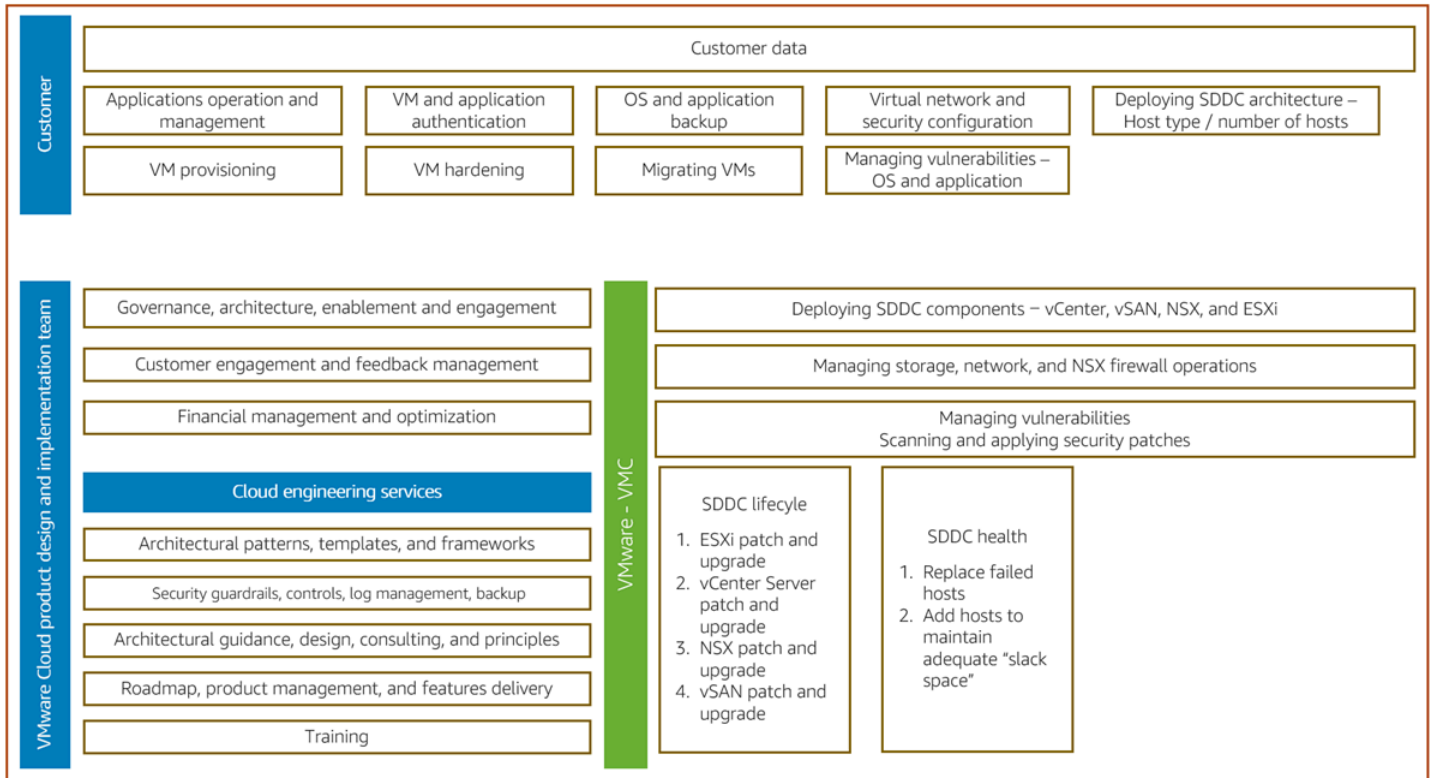 Customer
Customer data
Applications operation and
management
VM and application
authentication
OS and application
backup
Virtual network and
security configuration
Deploying SDDC architecture –
Host type / number of hosts
VM provisioning
VM hardening
Migrating VMs
Managing vulnerabilities –
OS and application
VMware Cloud product design and implementation team
Governance, architecture, enablement and engagement
Customer engagement and feedback management
Financial management and optimization
Cloud engineering services
Architectural patterns, templates, and frameworks
Security guardrails, controls, log management, backup
Architectural guidance, design, consulting, and principles
Roadmap, product management, and features delivery
Training
VMware - VMC
Deploying SDDC components – vCenter, vSAN, NSX, and ESXi
Managing storage, network, and NSX firewall operations
Managing vulnerabilities
Scanning and applying security patches
SDDC lifecyle
1. ESXi patch and
upgrade
2. vCenter Server
patch and
upgrade
3. NSX patch and
upgrade
4. vSAN patch and
upgrade
SDDC health
1. Replace failed
hosts
2. Add hosts to
maintain
adequate “slack
space”